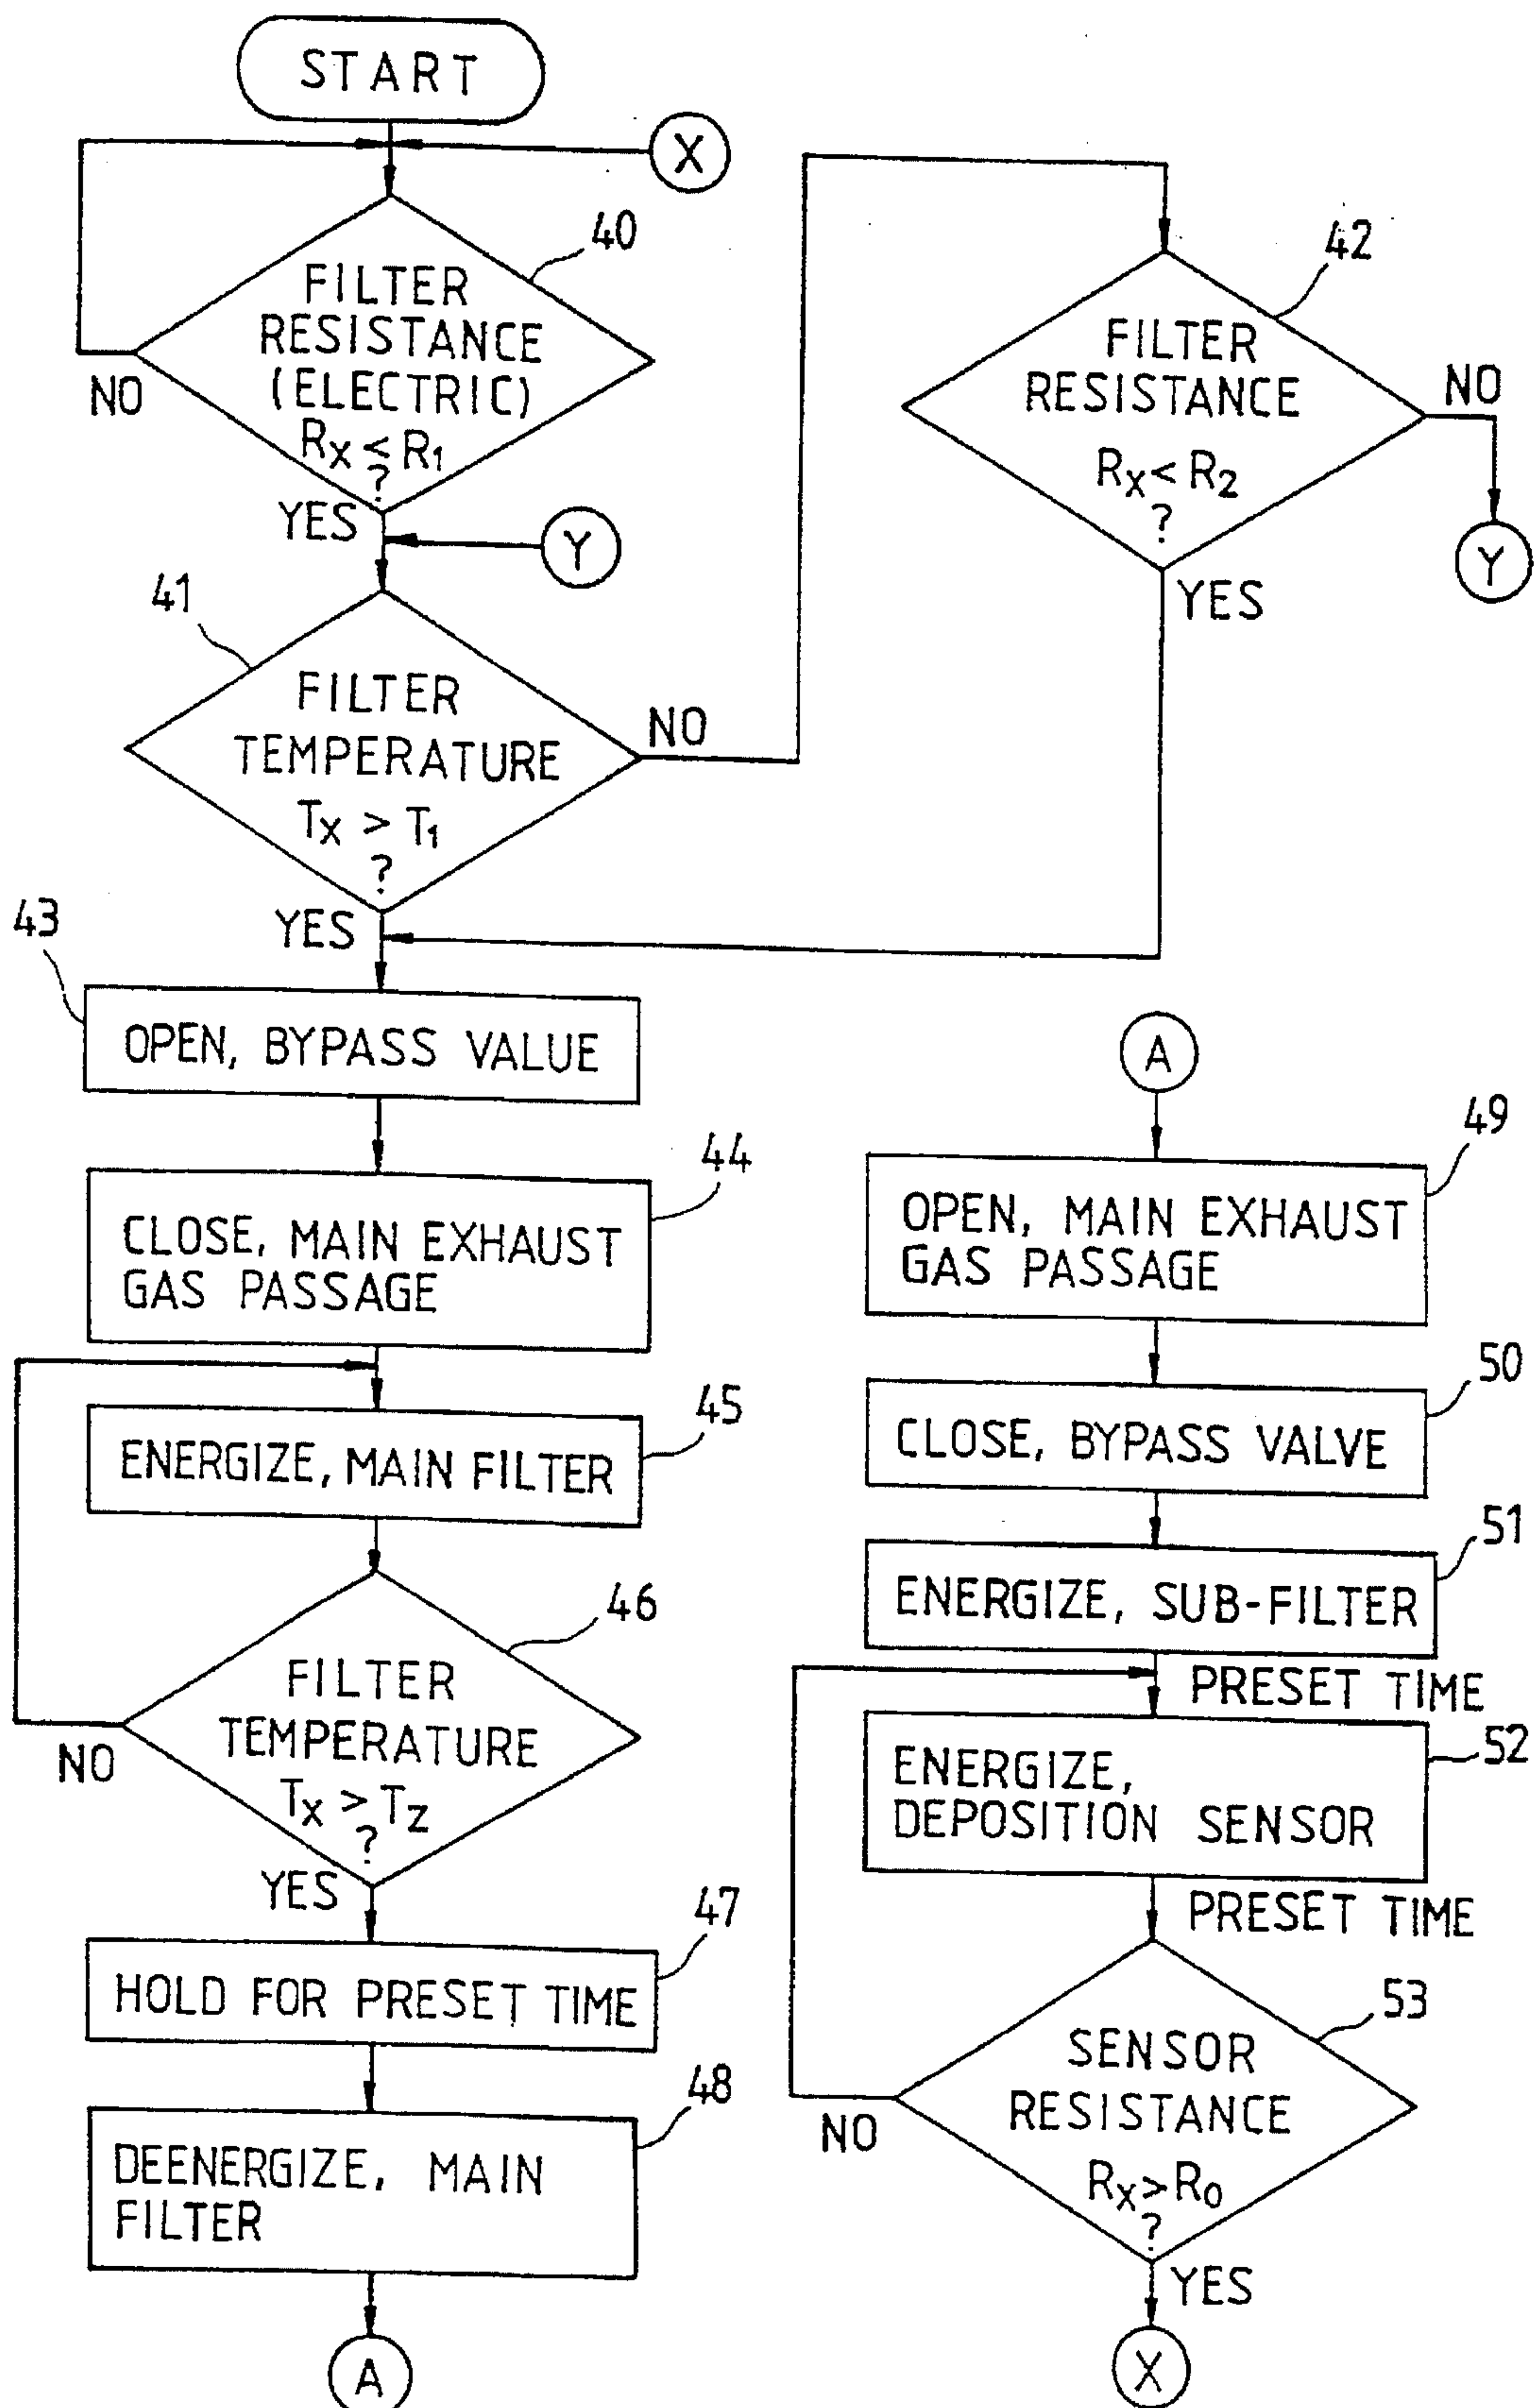 START
X
40
FILTER
RESISTANCE
(ELECTRIC)
Rx ≤ R1
?
NO
YES
Y
41
FILTER
TEMPERATURE
Tx > T1
?
NO
YES
42
FILTER
RESISTANCE
Rx < R2
?
NO
Y
YES
43
OPEN, BYPASS VALUE
44
CLOSE, MAIN EXHAUST
GAS PASSAGE
45
ENERGIZE, MAIN FILTER
46
FILTER
TEMPERATURE
Tx > Tz
?
NO
YES
47
HOLD FOR PRESET TIME
48
DEENERGIZE, MAIN
FILTER
A
A
49
OPEN, MAIN EXHAUST
GAS PASSAGE
50
CLOSE, BYPASS VALVE
51
ENERGIZE, SUB-FILTER
PRESET TIME
52
ENERGIZE,
DEPOSITION SENSOR
PRESET TIME
53
SENSOR
RESISTANCE
Rx > R0
?
NO
YES
X